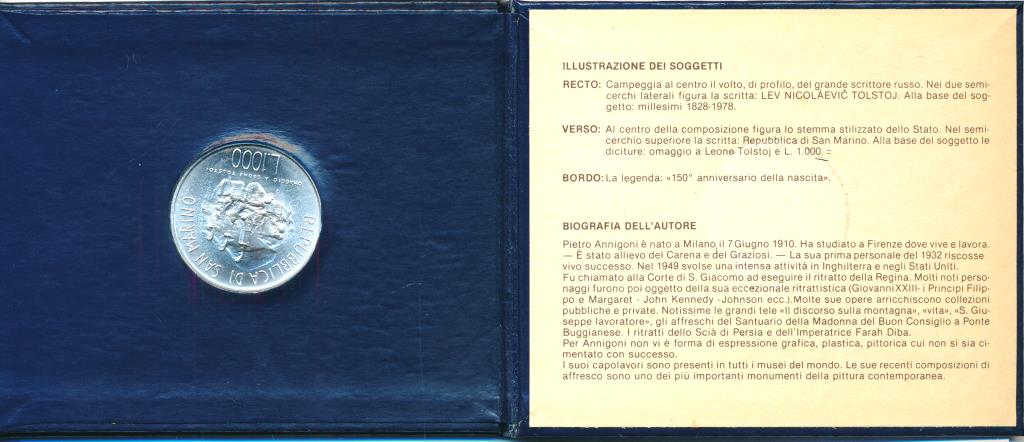 REPUBBLICA DI SAN MARINO
OMAGGIO A LEONE TOLSTOJ
L.1000
ILLUSTRAZIONE DEI SOGGETTI
RECTO: Campeggia al centro il volto, di profilo, del grande scrittore russo. Nei due semi-
cerchi laterali figura la scritta: LEV NICOLÁEVIČ TOLSTOJ. Alla base del sog-
getto: millesimi 1828-1978.
VERSO: Al centro della composizione figura lo stemma stilizzato dello Stato. Nel semi-
cerchio superiore la scritta: Repubblica di San Marino. Alla base del soggetto le
diciture: omaggio a Leone Tolstoj e L. 1.000. =
BORDO: La legenda: «150° anniversario della nascita».
BIOGRAFIA DELL'AUTORE
Pietro Annigoni è nato a Milano il 7 Giugno 1910. Ha studiato a Firenze dove vive e lavora.
— È stato allievo del Carena e del Graziosi. — La sua prima personale del 1932 riscosse
vivo successo. Nel 1949 svolse una intensa attività in Inghilterra e negli Stati Uniti.
Fu chiamato alla Corte di S. Giacomo ad eseguire il ritratto della Regina. Molti noti perso-
naggi furono poi oggetto della sua eccezionale ritrattistica (Giovanni XXIII- i Principi Filip-
po e Margaret - John Kennedy -Johnson ecc.).Molte sue opere arricchiscono collezioni
pubbliche e private. Notissime le grandi tele «Il discorso sulla montagna», «vita», «S. Giu-
seppe lavoratore», gli affreschi del Santuario della Madonna del Buon Consiglio a Ponte
Buggianese. I ritratti dello Scià di Persia e dell'Imperatrice Farah Diba.
Per Annigoni non vi è forma di espressione grafica, plastica, pittorica cui non si sia ci-
mentato con successo.
I suoi capolavori sono presenti in tutti i musei del mondo. Le sue recenti composizioni di
affresco sono uno dei più importanti monumenti della pittura contemporanea.